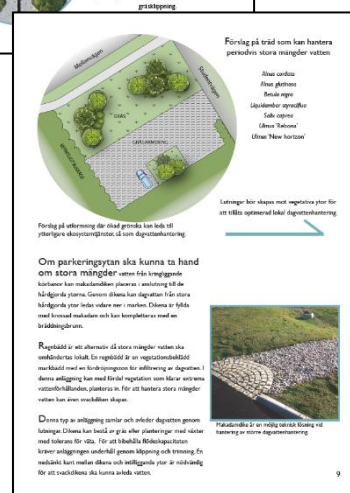 gräsklippning.
Förslag på träd som kan hantera
periodvis stora mängder vatten
Alnus cordata
Alnus glutinosa
Betula nigra
Liquidambar styraciflua
Salix caprea
Ulmus 'Rebona'
Ulmus 'New horizon'
Mellanvägen
Studentvägen
GRÄS
GRÄSARMERING
Förslag på utformning där ökad grönska kan leda till
ytterligare ekosystemtjänster, så som dagvattenhantering.
Lutningar bör skapas mot vegetativa ytor för
att tillåta optimerad lokal dagvattenhantering.
Om parkeringsytan ska kunna ta hand
om stora mängder vatten från kringliggande
körbanor kan makadamdiken placeras i anslutning till de
hårdgjorda ytorna. Genom dikena kan dagvatten från stora
hårdgjorda ytor ledas vidare ner i marken. Dikena är fyllda
med krossad makadam och kan kompletteras med en
bräddningsbrunn.
Regnbädd är ett alternativ då stora mängder vatten ska
omhändertas lokalt. En regnbädd är en vegetationsbeklädd
markbädd med en fördröjningszon för infiltrering av dagvatten. I
denna anläggning kan med fördel vegetation som klarar extrema
vattenförhållanden, planteras in. För att hantera stora mängder
vatten kan även svackdiken skapas.
Denna typ av anläggning samlar och avleder dagvatten genom
lutningar. Dikena kan bestå av gräs eller planteringar med växter
med tolerans för väta. För att bibehålla flödeskapaciteten
kräver anläggningen underhåll genom klippning och trimning. En
nedsänkt kant mellan dikena och intilliggande ytor är nödvändig
för att svackdikena ska kunna avleda vatten.
Makadamdike är en möjlig teknisk lösning vid
hantering av större dagvattenhantering.
9